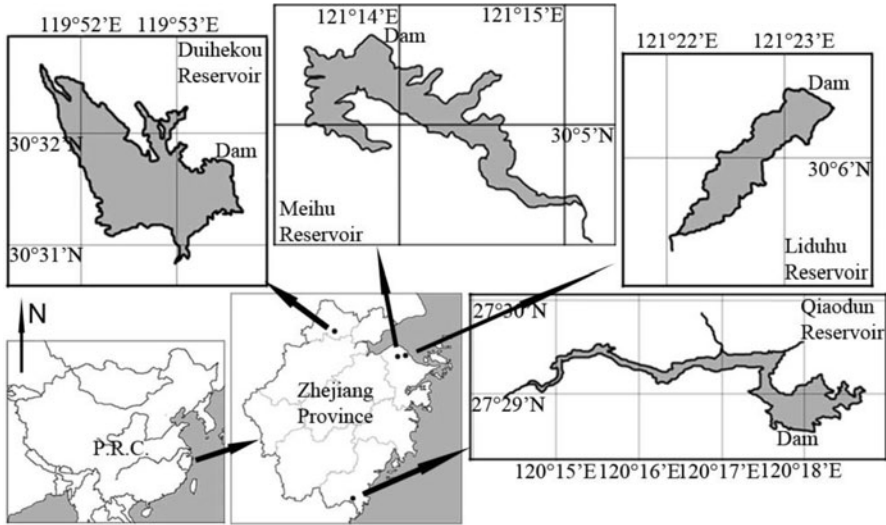 119°52’E 119°53’E
Duihekou
Reservoir
30°32’N
Dam
30°31’N
121°14’E 121°15’E
Dam
30°5’N
Meihu
Reservoir
121°22’E 121°23’E
Dam
30°6’N
Liduhu
Reservoir
N
P.R.C.
Zhejiang
Province
27°30’N
Qiaodun
Reservoir
27°29’N
Dam
120°15’E 120°16’E 120°17’E 120°18’E